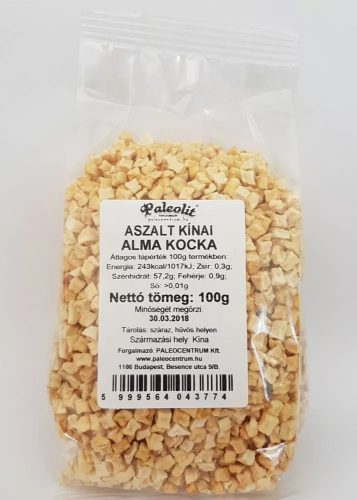 Paleolit
paleocentrum.hu
ASZALT KÍNAI
ALMA KOCKA
Átlagos tápérték 100g termékben:
Energia: 243kcal/1017kJ; Zsír: 0,3g;
Szénhidrát: 57,2g; Fehérje: 0,9g;
Só: >0,01g
Nettó tömeg: 100g
Minőségét megőrzi:
30.03.2018
Tárolás: száraz, hűvös helyen
Származási hely: Kína
Forgalmazó: PALEOCENTRUM Kft.
www.paleocentrum.hu
1186 Budapest, Besence utca 9/B.
5 999564 043774